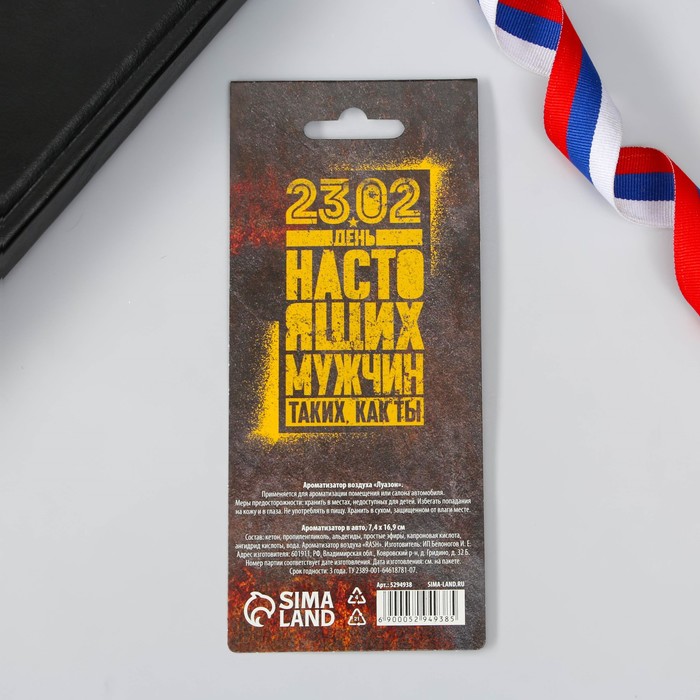 23.02
ДЕНЬ
НАСТО
ЯЩИХ
МУЖЧИН
ТАКИХ, КАК ТЫ
Ароматизатор воздуха «Луазон».
Применяется для ароматизации помещения или салона автомобиля.
Меры предосторожности: хранить в местах, недоступных для детей. Избегать попадания
на кожу и в глаза. Не употреблять в пищу. Хранить в сухом, защищенном от влаги месте.
Ароматизатор в авто, 7,4 х 16,9 см
Состав: кетон, пропиленгликоль, альдегиды, простые эфиры, капроновая кислота,
ангидрид кислоты, вода. Ароматизатор воздуха «RASH». Изготовитель: ИП Белоногов И. Е.
Адрес изготовителя: 601911, РФ, Владимирская обл., Ковровский р-н, д. Гридино, д. 32 Б.
Номер партии соответствует дате изготовления. Дата изготовления: см. на пакете.
Срок годности: 3 года. ТУ 2389-001-64618781-07.
Арт.: 5294938 SIMA-LAND.RU
SIMA
LAND
4
21
6 900052 949385